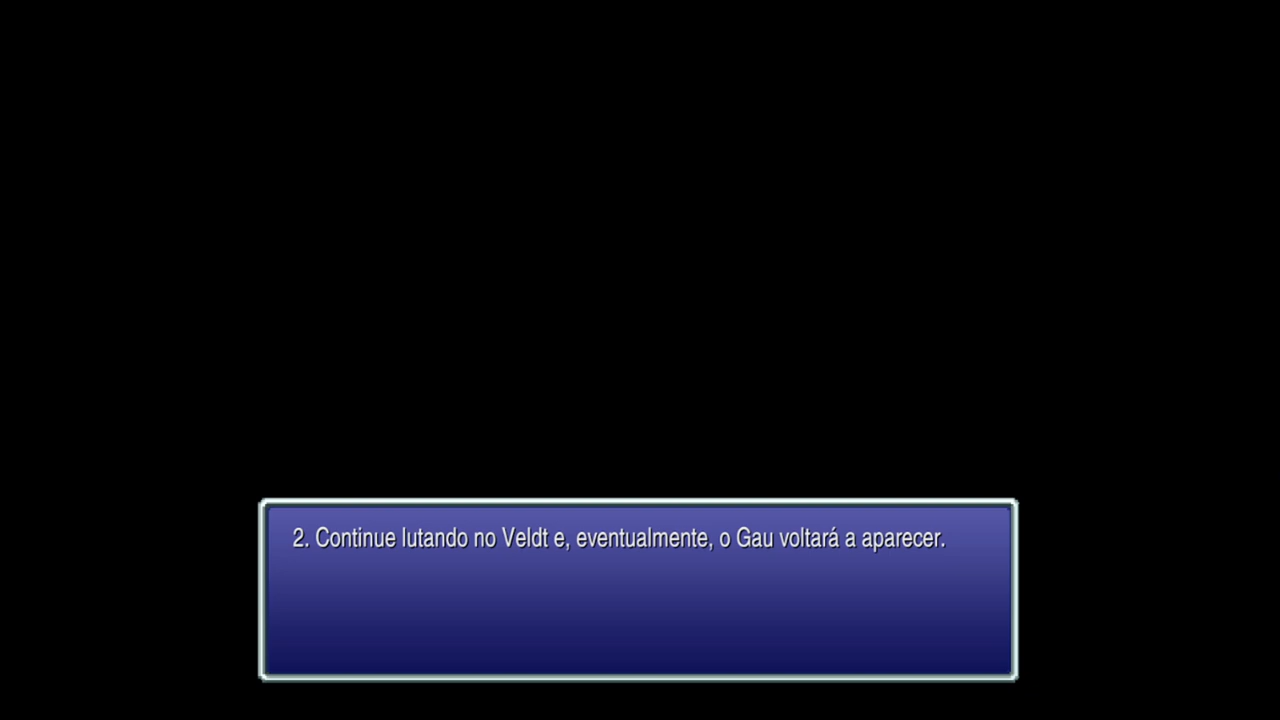 2. Continue lutando no Veldt e, eventualmente, o Gau voltará a aparecer.